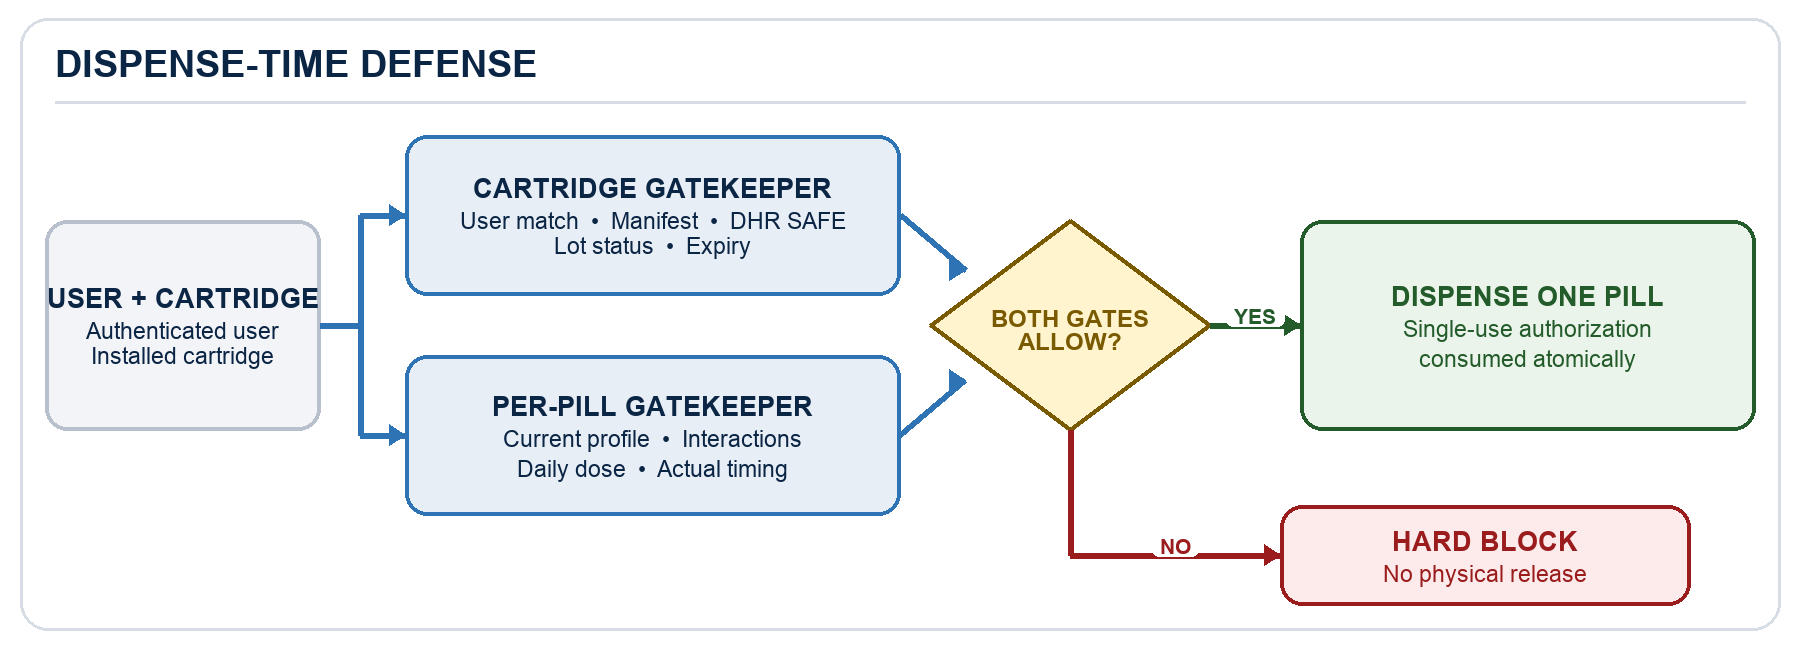 DISPENSE-TIME DEFENSE
USER + CARTRIDGE
Authenticated user
Installed cartridge
CARTRIDGE GATEKEEPER
User match • Manifest • DHR SAFE
Lot status • Expiry
PER-PILL GATEKEEPER
Current profile • Interactions
Daily dose • Actual timing
BOTH GATES
ALLOW?
YES
DISPENSE ONE PILL
Single-use authorization
consumed atomically
NO
HARD BLOCK
No physical release